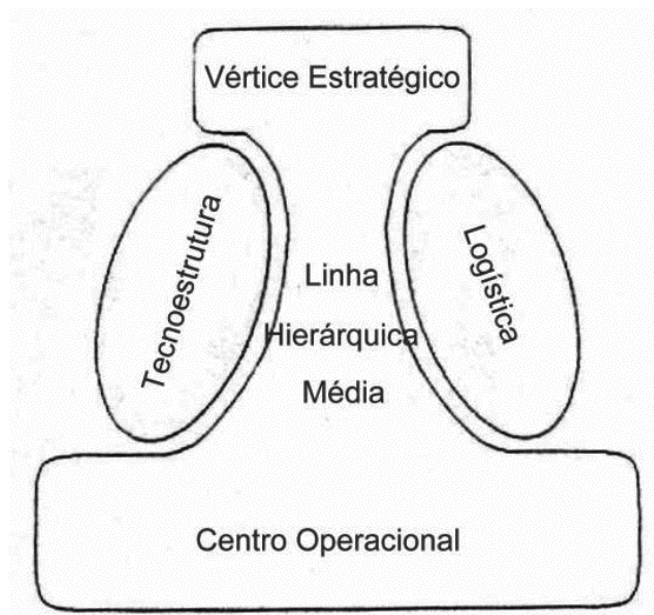 Vértice Estratégico
Tecnoestrutura
Linha
Hierárquica
Média
Logística
Centro Operacional